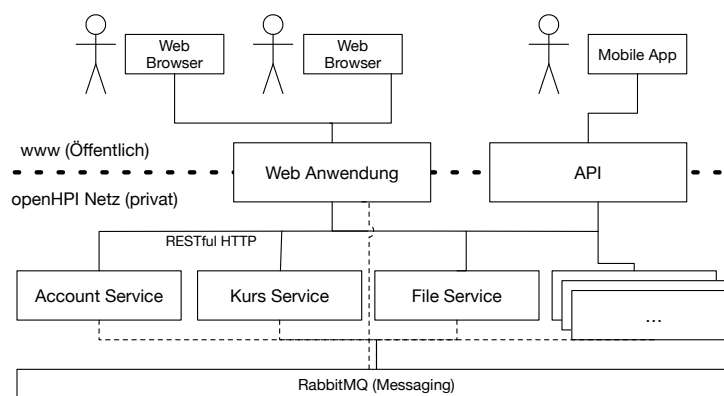 Web
Browser
Web
Browser
Mobile App
www (Öffentlich)
Web Anwendung
API
openHPI Netz (privat)
RESTful HTTP
Account Service
Kurs Service
File Service
...
RabbitMQ (Messaging)